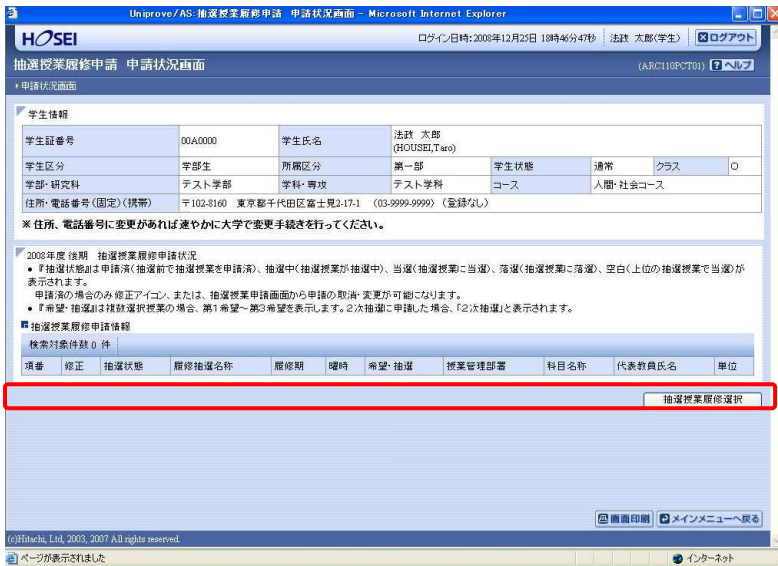 Uniprove/AS:抽選授業履修申請 申請状況画面 - Microsoft Internet Explorer
HOSEI ログイン日時:2008年12月25日 18時46分47秒 法政 太郎(学生) ログアウト
抽選授業履修申請 申請状況画面 (ARC110PCT01) ? ヘルプ
申請状況画面
学生情報
学生証番号 00A0000 学生氏名 法政 太郎
(HOUSEI,Taro)
学生区分 学部生 所属区分 第一部 学生状態 通常 クラス ○
学部・研究科 テスト学部 学科・専攻 テスト学科 コース 人間・社会コース
住所・電話番号(固定)(携帯) 〒102-8160 東京都千代田区富士見2-17-1 (03-9999-9999) (登録なし)
※住所、電話番号に変更があれば速やかに大学で変更手続きを行ってください。
2008年度 後期 抽選授業履修申請状況
● 『抽選状態』は申請済(抽選前で抽選授業を申請済)、抽選中(抽選授業が抽選中)、当選(抽選授業に当選)、落選(抽選授業に落選)、空白(上位の抽選授業で当選)が
表示されます。
申請済の場合のみ修正アイコン、または、抽選授業申請画面から申請の取消・変更が可能になります。
● 『希望・抽選』は複数選択授業の場合、第1希望～第3希望を表示します。2次抽選に申請した場合、「2次抽選」と表示されます。
抽選授業履修申請情報
検索対象件数 0 件
項番 修正 抽選状態 履修抽選名称 履修期 曜時 希望・抽選 授業管理部署 科目名称 代表教員氏名 単位
抽選授業履修選択
画面印刷 メインメニューへ戻る
(c)Hitachi, Ltd, 2003, 2007 All rights reserved.
ページが表示されました インターネット